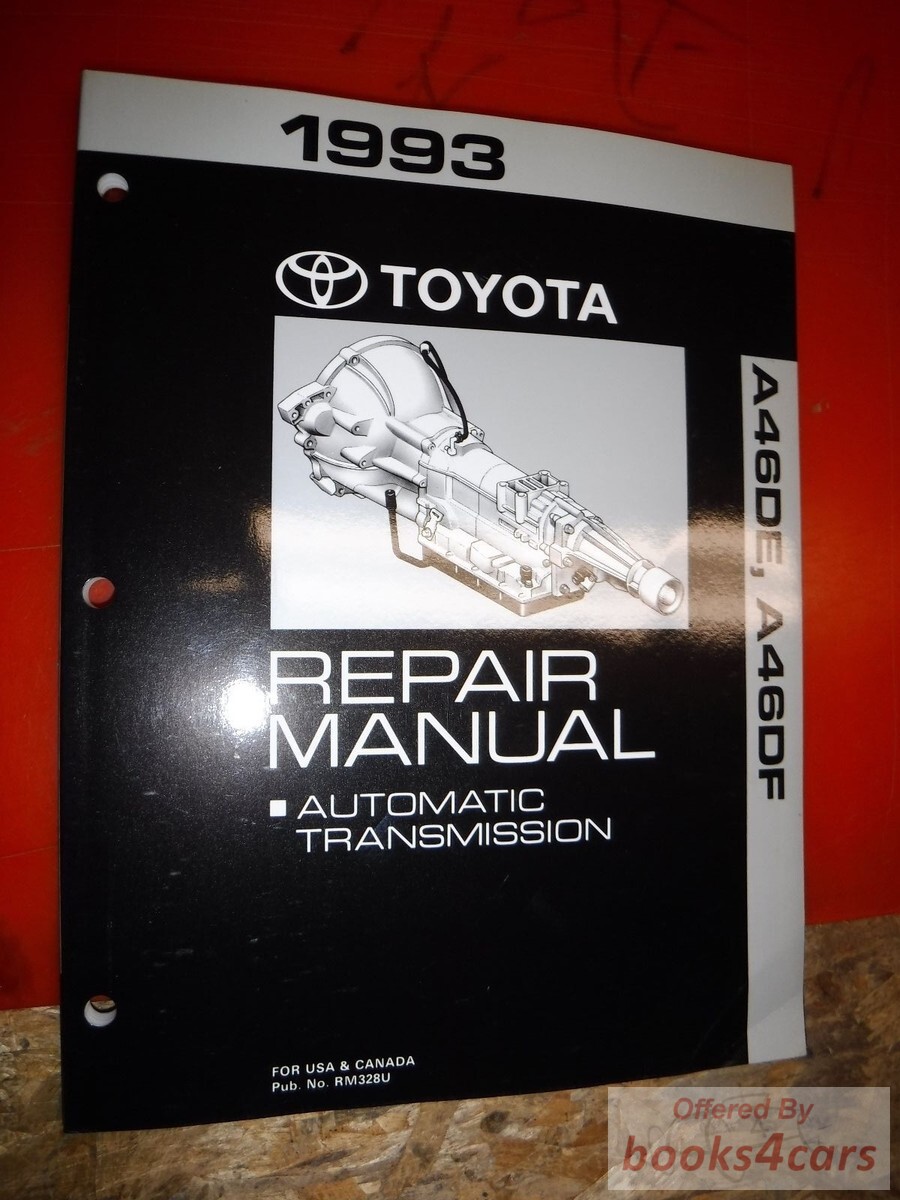 1993
TOYOTA
A46DE, A46DF
REPAIR
MANUAL
■ AUTOMATIC
TRANSMISSION
FOR USA & CANADA
Pub. No. RM328U
Offered By
books4cars